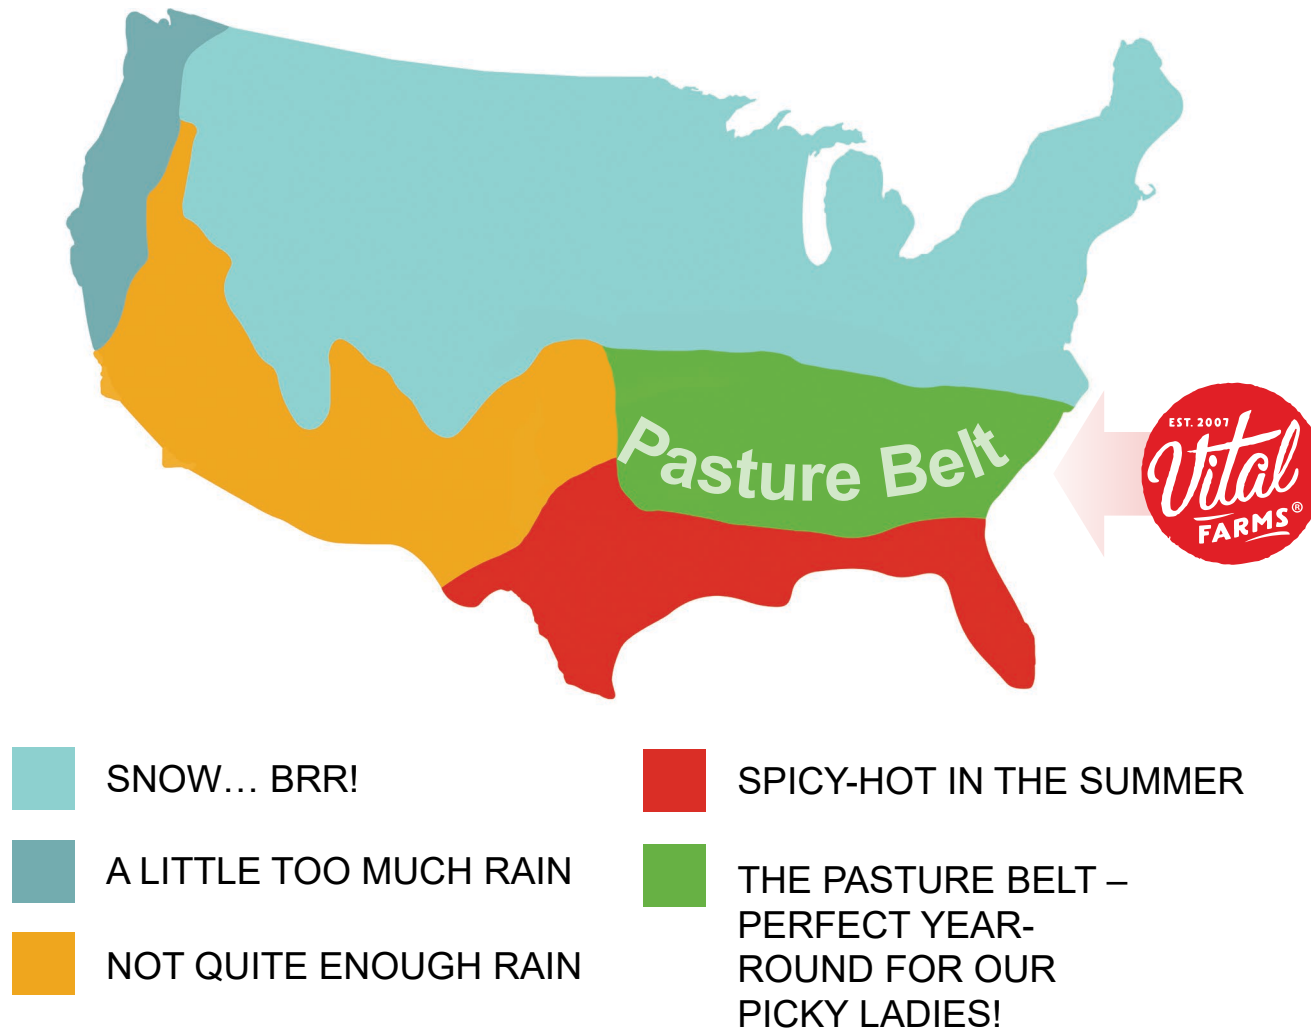 Pasture Belt
EST. 2007
Vital
FARMS®
SNOW… BRR!
A LITTLE TOO MUCH RAIN
NOT QUITE ENOUGH RAIN
SPICY-HOT IN THE SUMMER
THE PASTURE BELT –
PERFECT YEAR-
ROUND FOR OUR
PICKY LADIES!